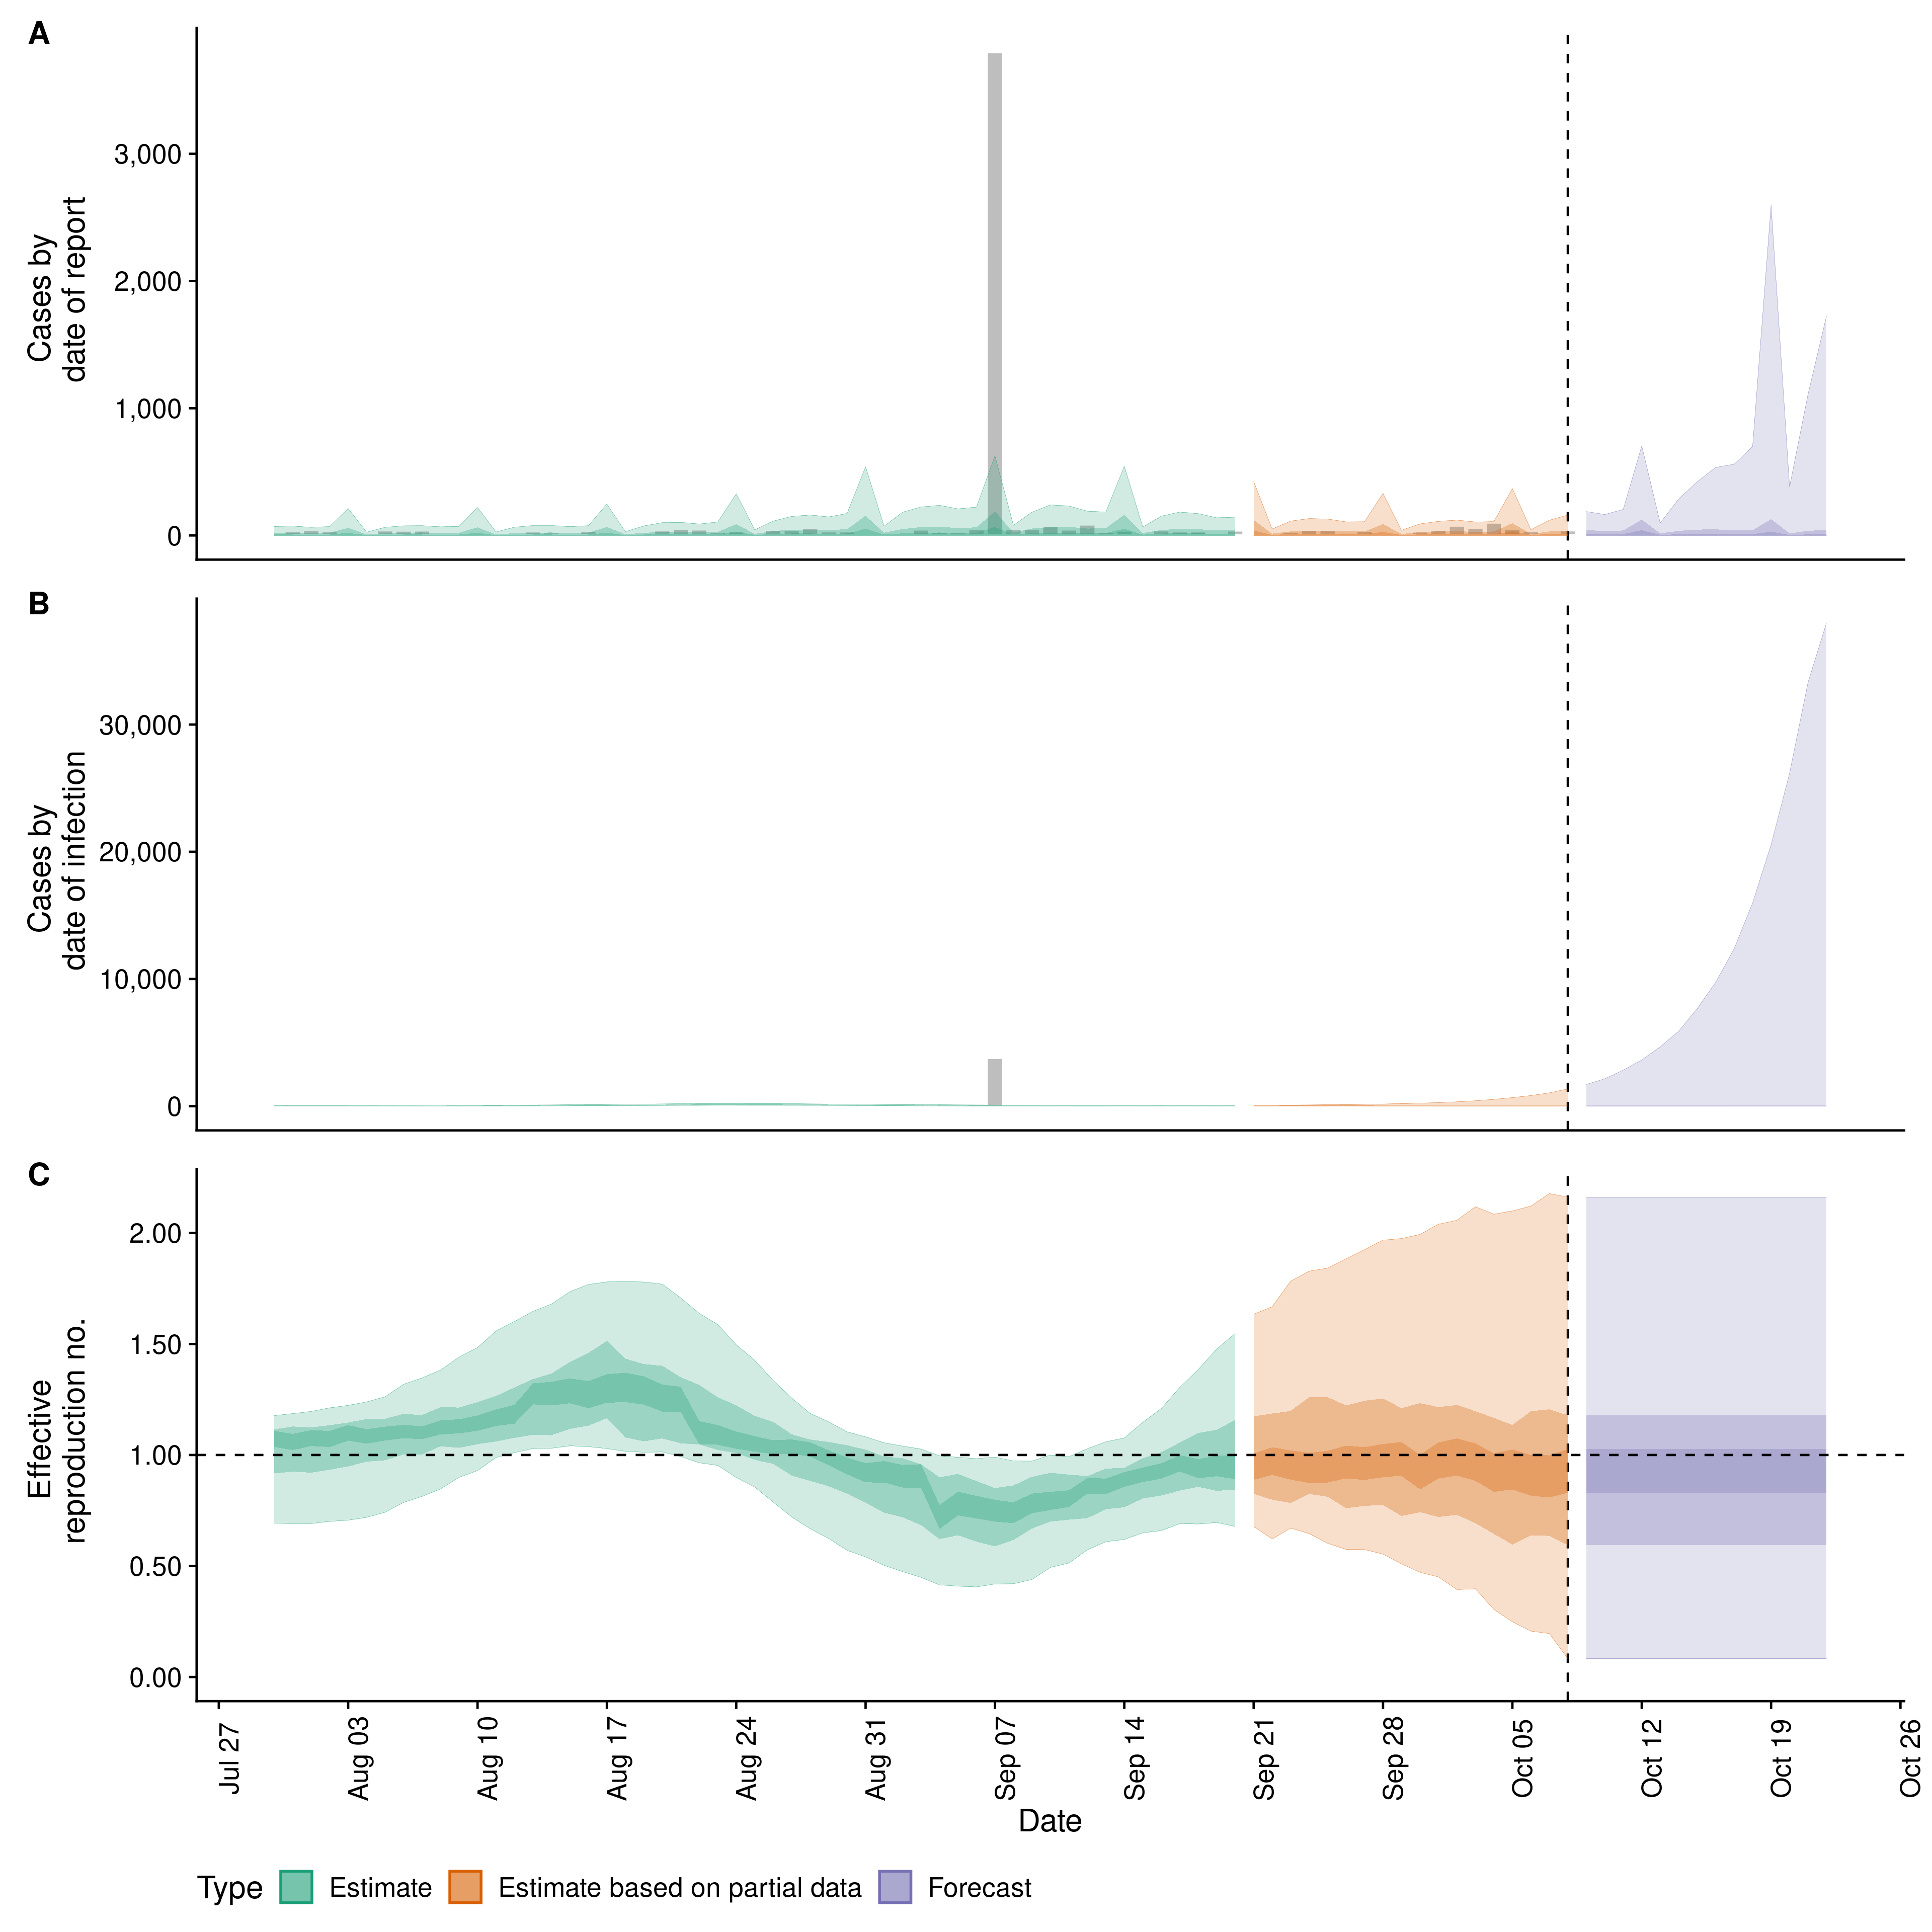 A
Cases by
date of report
3,000
2,000
1,000
0
B
Cases by
date of infection
30,000
20,000
10,000
0
C
Effective
reproduction no.
2.00
1.50
1.00
0.50
0.00
Jul 27
Aug 03
Aug 10
Aug 17
Aug 24
Aug 31
Sep 07
Sep 14
Sep 21
Sep 28
Oct 05
Oct 12
Oct 19
Oct 26
Date
Type Estimate Estimate based on partial data Forecast